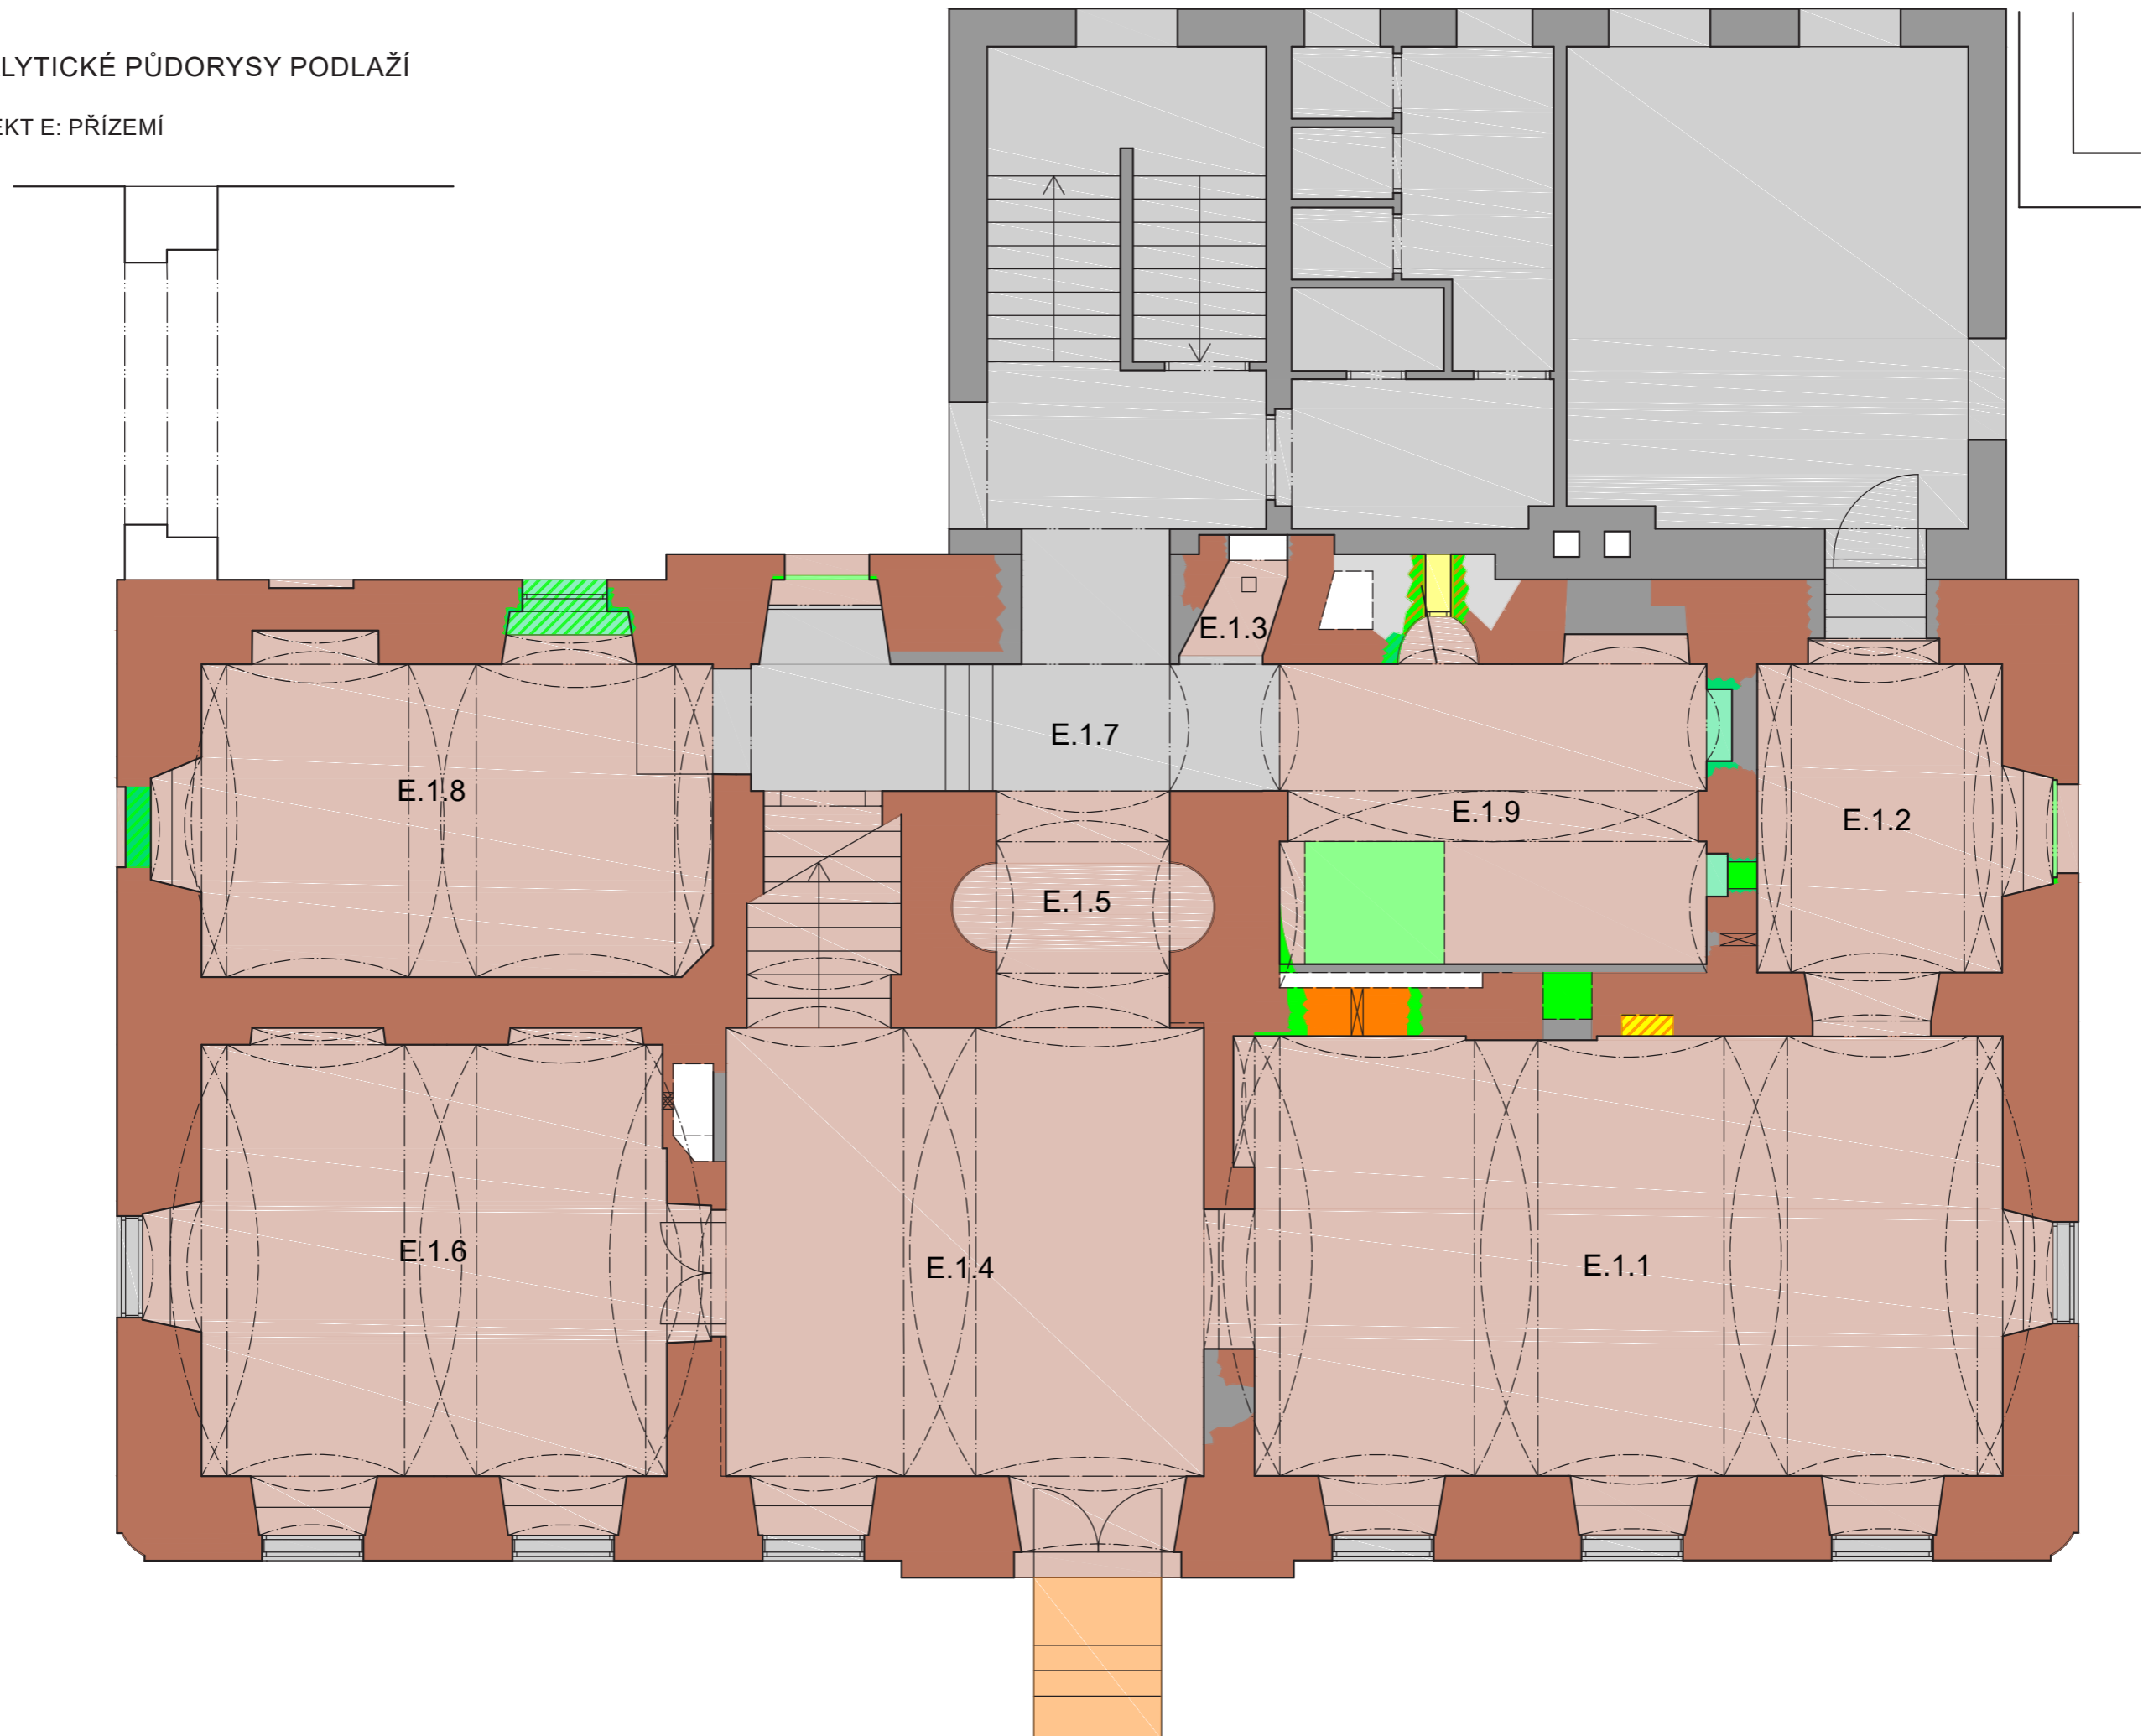 LYTICKÉ PŮDORYSY PODLAŽÍ
EKT E: PŘÍZEMÍ
E.1.3
E.1.7
E.1.8
E.1.9
E.1.2
E.1.5
E.1.6
E.1.4
E.1.1